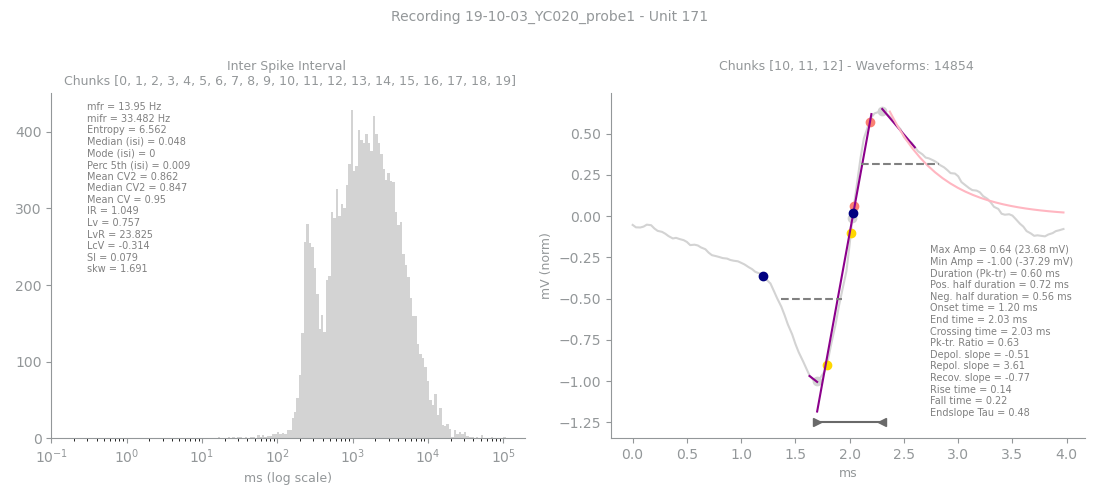 Recording 19-10-03_YC020_probe1 - Unit 171
Inter Spike Interval
Chunks [0, 1, 2, 3, 4, 5, 6, 7, 8, 9, 10, 11, 12, 13, 14, 15, 16, 17, 18, 19]
mfr = 13.95 Hz
mifr = 33.482 Hz
Entropy = 6.562
Median (isi) = 0.048
Mode (isi) = 0
Perc 5th (isi) = 0.009
Mean CV2 = 0.862
Median CV2 = 0.847
Mean CV = 0.95
IR = 1.049
Lv = 0.757
LvR = 23.825
LcV = -0.314
SI = 0.079
skw = 1.691
400
300
200
100
0
10⁻¹ 10⁰ 10¹ 10² 10³ 10⁴ 10⁵
ms (log scale)
Chunks [10, 11, 12] - Waveforms: 14854
mV (norm)
0.50
0.25
0.00
−0.25
−0.50
−0.75
−1.00
−1.25
Max Amp = 0.64 (23.68 mV)
Min Amp = -1.00 (-37.29 mV)
Duration (Pk-tr) = 0.60 ms
Pos. half duration = 0.72 ms
Neg. half duration = 0.56 ms
Onset time = 1.20 ms
End time = 2.03 ms
Crossing time = 2.03 ms
Pk-tr. Ratio = 0.63
Depol. slope = -0.51
Repol. slope = 3.61
Recov. slope = -0.77
Rise time = 0.14
Fall time = 0.22
Endslope Tau = 0.48
0.0 0.5 1.0 1.5 2.0 2.5 3.0 3.5 4.0
ms